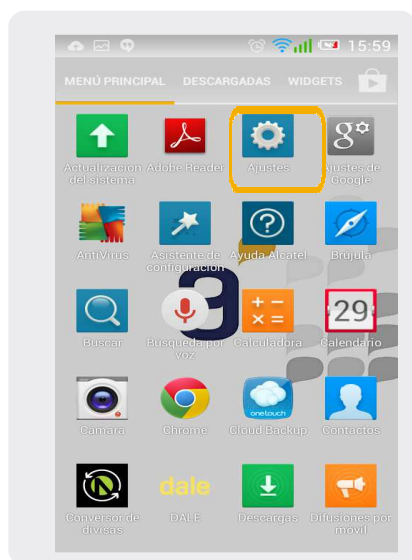 15:59
MENÚ PRINCIPAL DESCARGADAS WIDGETS
g
Actualización Adobe Reader Ajustes Ajustes de
del sistema Google
AntiVirus Asistente de Ayuda Alcatel Brújula
configuración
29
Buscar Búsqueda por Calculadora Calendario
voz
onetouch
Cámara Chrome Cloud Backup Contactos
dale
Conversor de DALE Descargas Difusiones por
divisas móvil